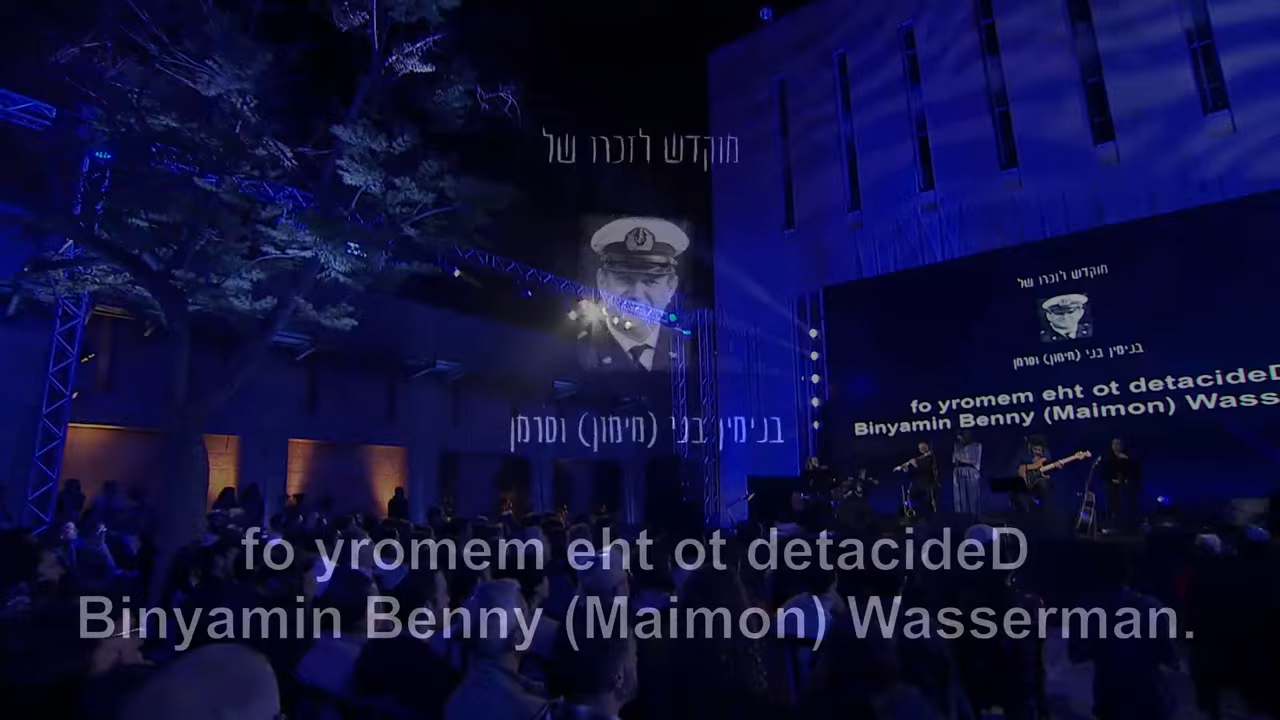 מוקדש לזכרו של
בנימין בני (מימון) וסרמן
fo yromem eht ot detacideD
Binyamin Benny (Maimon) Wasserman.
מוקדש לזכרו של
בנימין בני (מימון) וסרמן
fo yromem eht ot detacideD
Binyamin Benny (Maimon) Wass